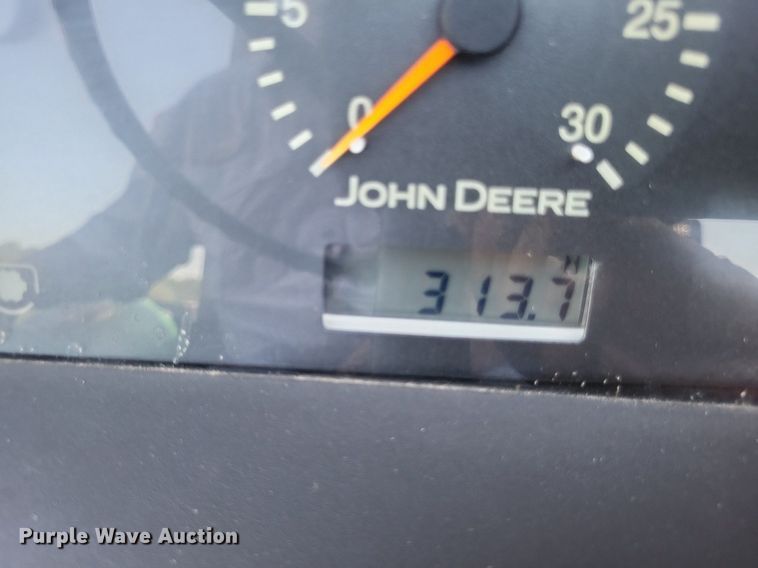 5
25
0
30
JOHN DEERE
H
313.7
Purple Wave Auction